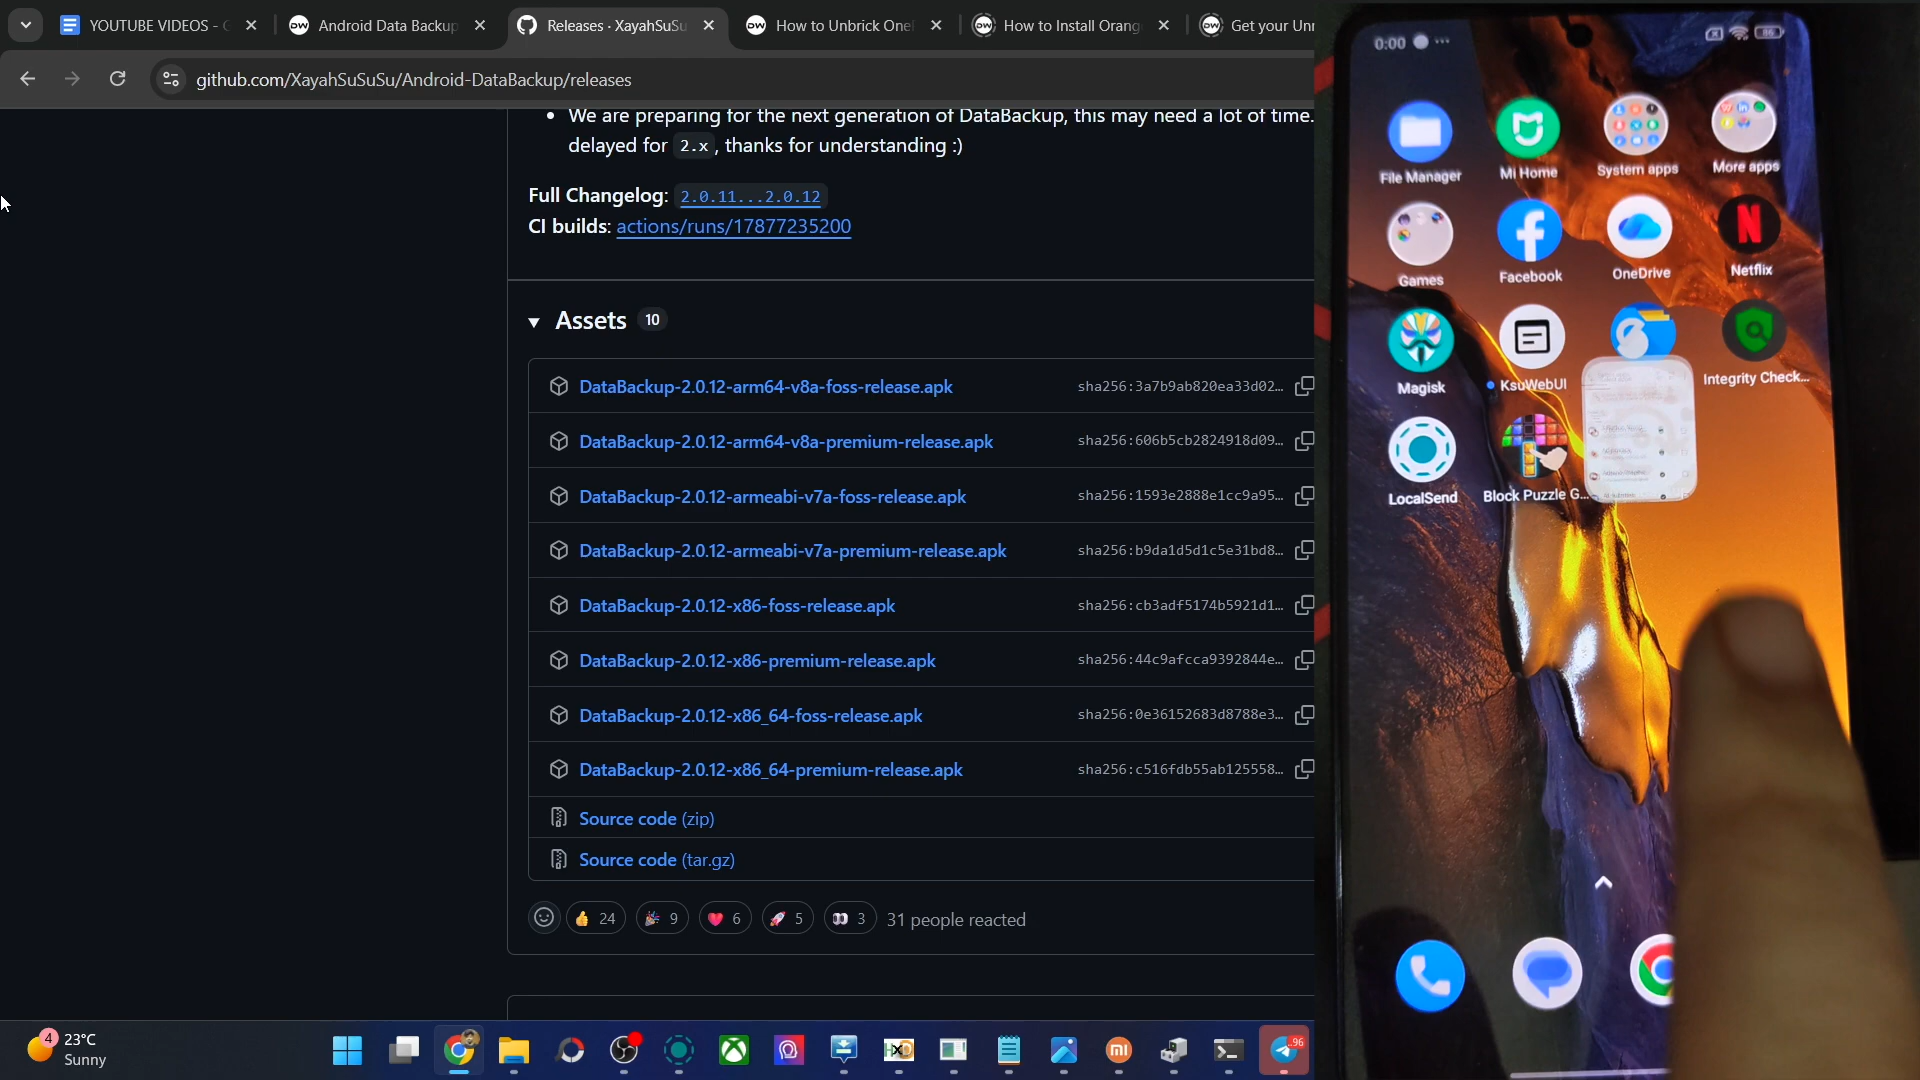 YOUTUBE VIDEOS - G
Android Data Backup
Releases · XayahSuSu
How to Unbrick One
How to Install Orang
Get your Un
github.com/XayahSuSuSu/Android-DataBackup/releases
We are preparing for the next generation of DataBackup, this may need a lot of time.
delayed for 2.x, thanks for understanding :)
Full Changelog: 2.0.11...2.0.12
CI builds: actions/runs/17877235200
Assets 10
DataBackup-2.0.12-arm64-v8a-foss-release.apk sha256:3a7b9ab820ea33d02…
DataBackup-2.0.12-arm64-v8a-premium-release.apk sha256:606b5cb2824918d09…
DataBackup-2.0.12-armeabi-v7a-foss-release.apk sha256:1593e2888e1cc9a95…
DataBackup-2.0.12-armeabi-v7a-premium-release.apk sha256:b9da1d5d1c5e31bd8…
DataBackup-2.0.12-x86-foss-release.apk sha256:cb3adf5174b5921d1…
DataBackup-2.0.12-x86-premium-release.apk sha256:44c9afcca9392844e…
DataBackup-2.0.12-x86_64-foss-release.apk sha256:0e36152683d8788e3…
DataBackup-2.0.12-x86_64-premium-release.apk sha256:c516fdb55ab125558…
Source code (zip)
Source code (tar.gz)
24 9 6 5 3 31 people reacted
4 23°C
Sunny
96
0:00 86
File Manager Mi Home System apps More apps
Games Facebook OneDrive Netflix
Magisk KsuWebUI Integrity Check...
LocalSend Block Puzzle G...